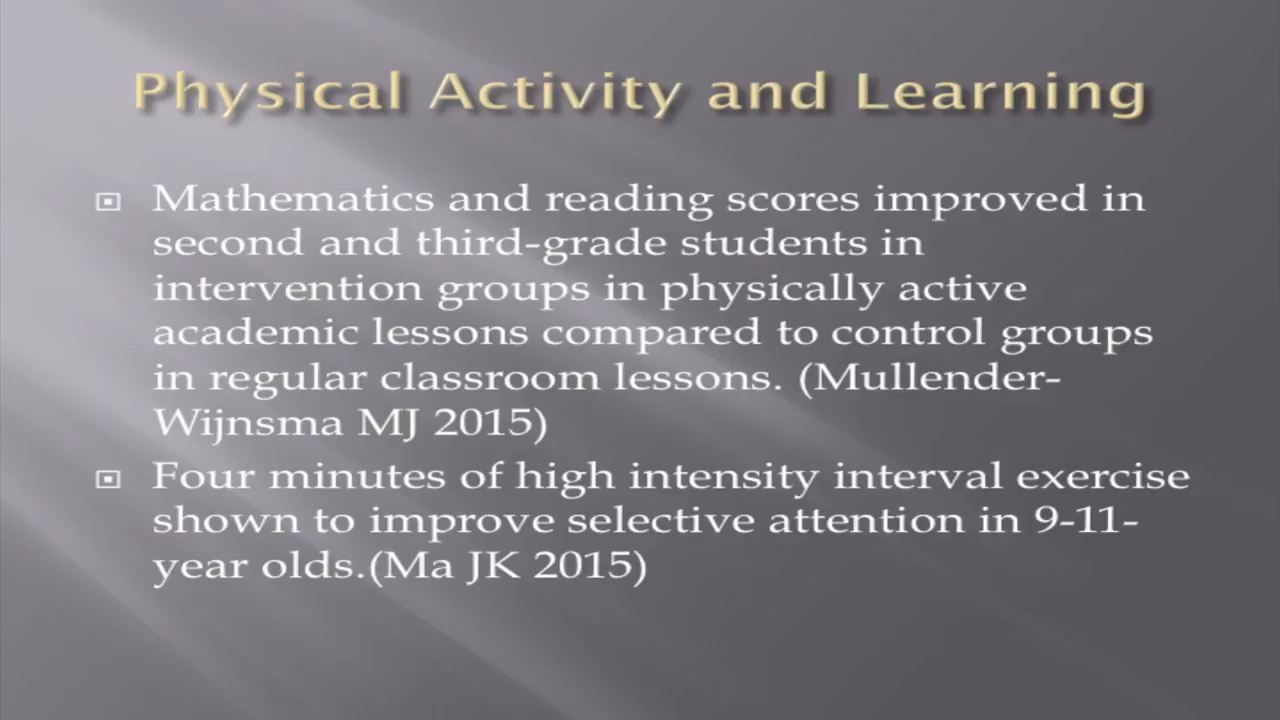 Physical Activity and Learning
Mathematics and reading scores improved in
second and third-grade students in
intervention groups in physically active
academic lessons compared to control groups
in regular classroom lessons. (Mullender-
Wijnsma MJ 2015)
Four minutes of high intensity interval exercise
shown to improve selective attention in 9-11-
year olds.(Ma JK 2015)